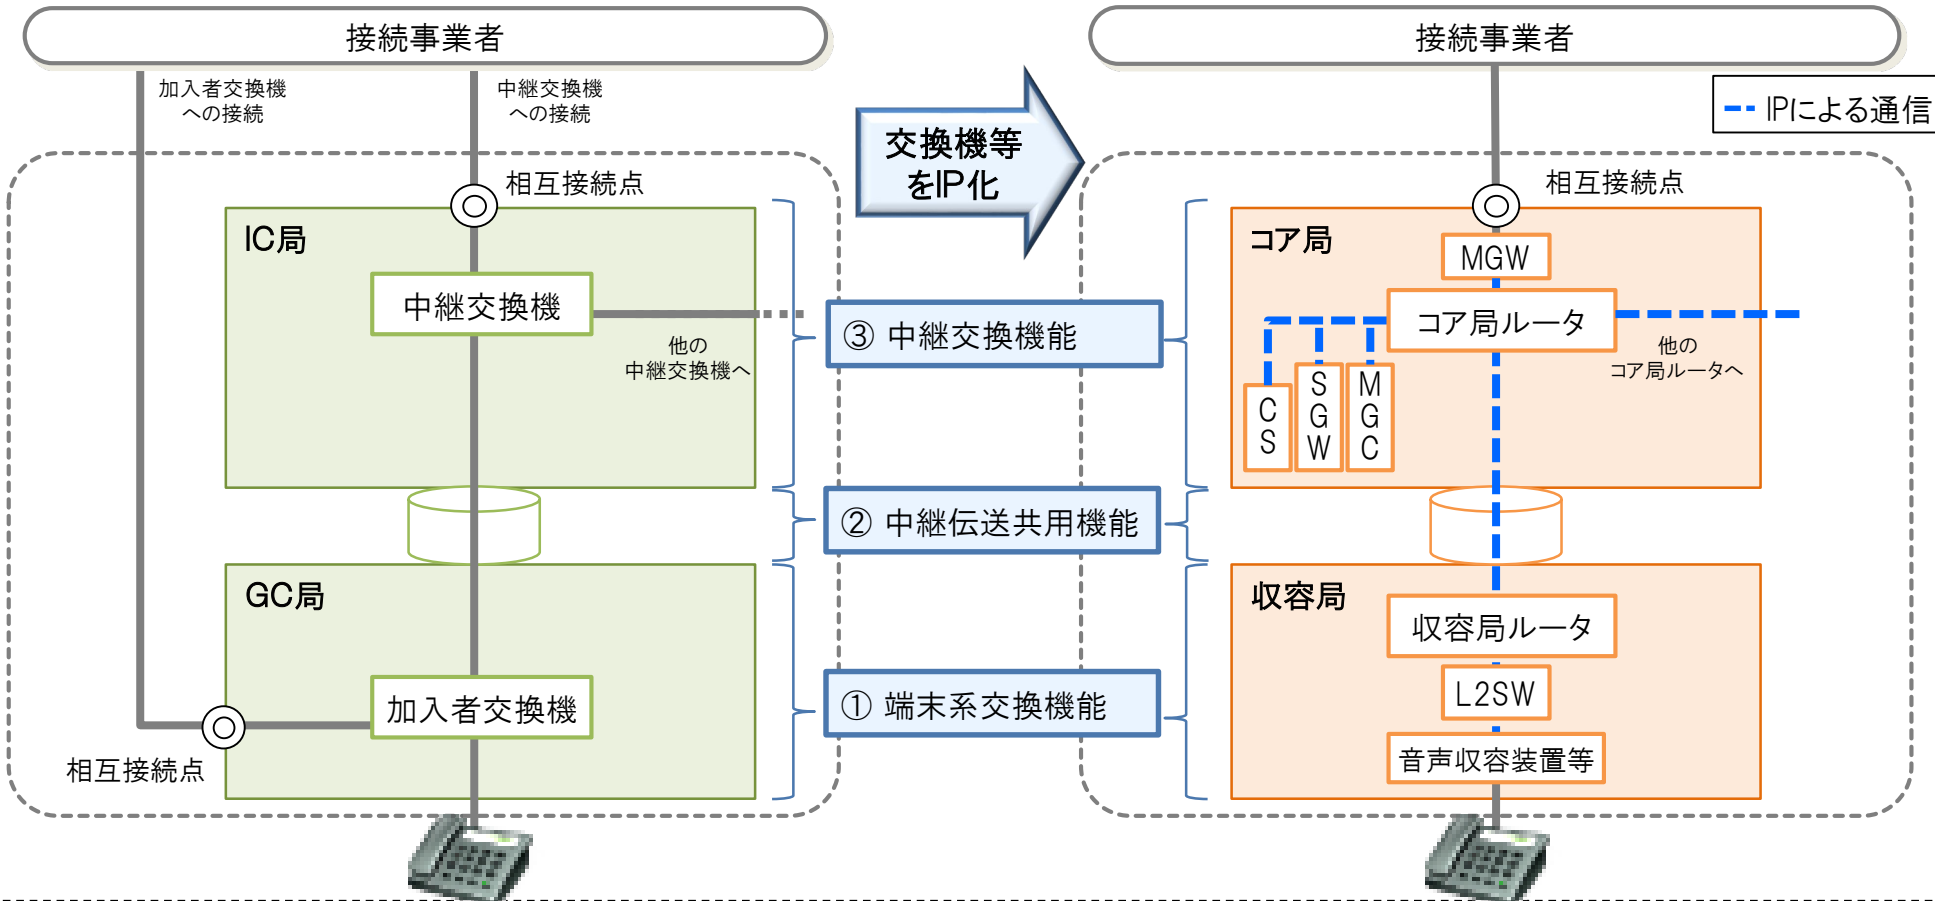 接続事業者
加入者交換機
への接続
中継交換機
への接続
相互接続点
IC局
中継交換機
他の
中継交換機へ
GC局
加入者交換機
相互接続点
交換機等
をIP化
③ 中継交換機能
② 中継伝送共用機能
① 端末系交換機能
接続事業者
IPによる通信
相互接続点
コア局
MGW
コア局ルータ
他の
コア局ルータへ
CS
SGW
MGC
収容局
収容局ルータ
L2SW
音声収容装置等